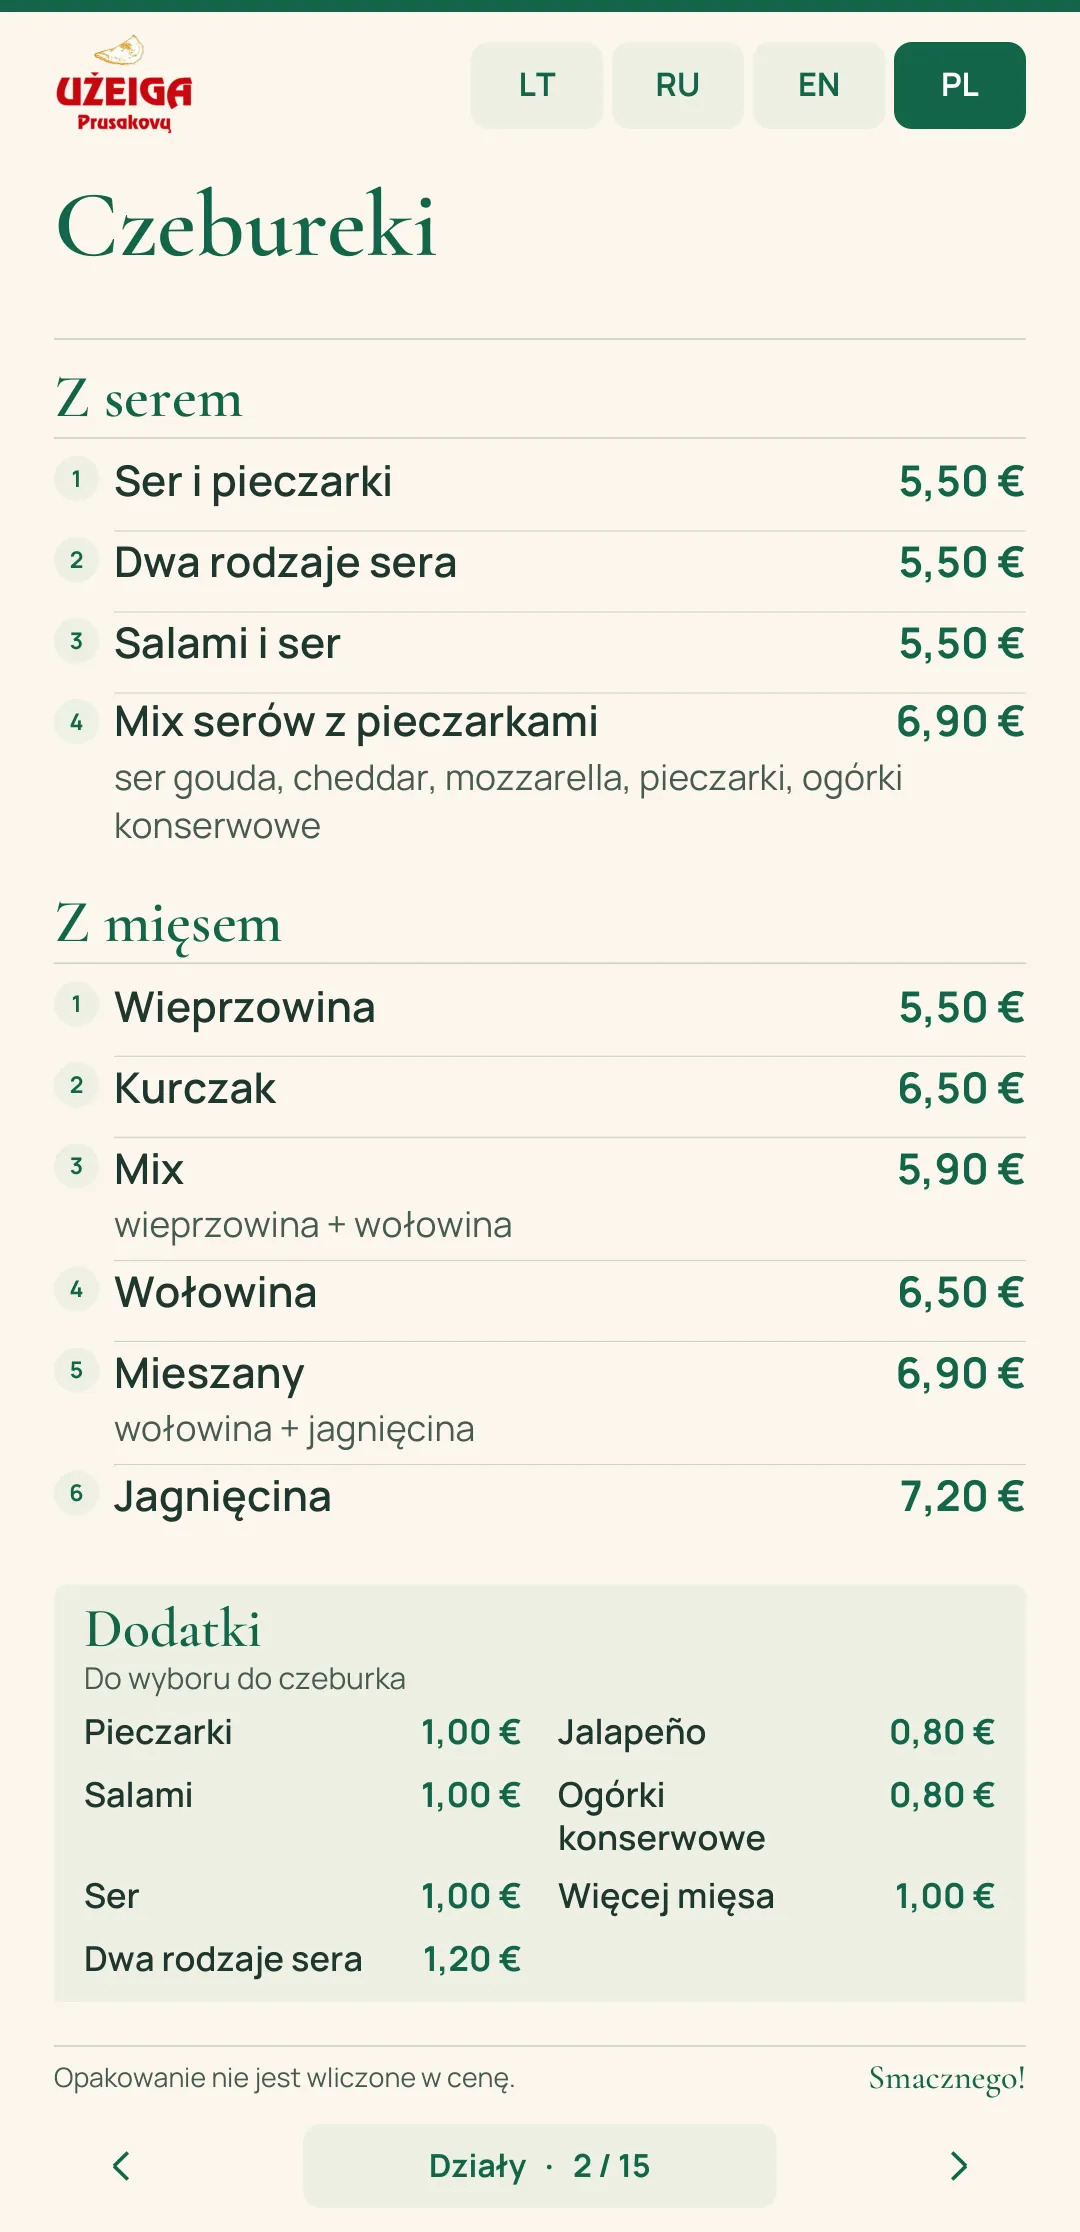 UŽEIGA
Prusakovų
LT RU EN PL
Czebureki
Z serem
1 Ser i pieczarki 5,50 €
2 Dwa rodzaje sera 5,50 €
3 Salami i ser 5,50 €
4 Mix serów z pieczarkami 6,90 €
ser gouda, cheddar, mozzarella, pieczarki, ogórki
konserwowe
Z mięsem
1 Wieprzowina 5,50 €
2 Kurczak 6,50 €
3 Mix 5,90 €
wieprzowina + wołowina
4 Wołowina 6,50 €
5 Mieszany 6,90 €
wołowina + jagnięcina
6 Jagnięcina 7,20 €
Dodatki
Do wyboru do czeburka
Pieczarki 1,00 € Jalapeño 0,80 €
Salami 1,00 € Ogórki 0,80 €
konserwowe
Ser 1,00 € Więcej mięsa 1,00 €
Dwa rodzaje sera 1,20 €
Opakowanie nie jest wliczone w cenę. Smacznego!
Działy · 2 / 15